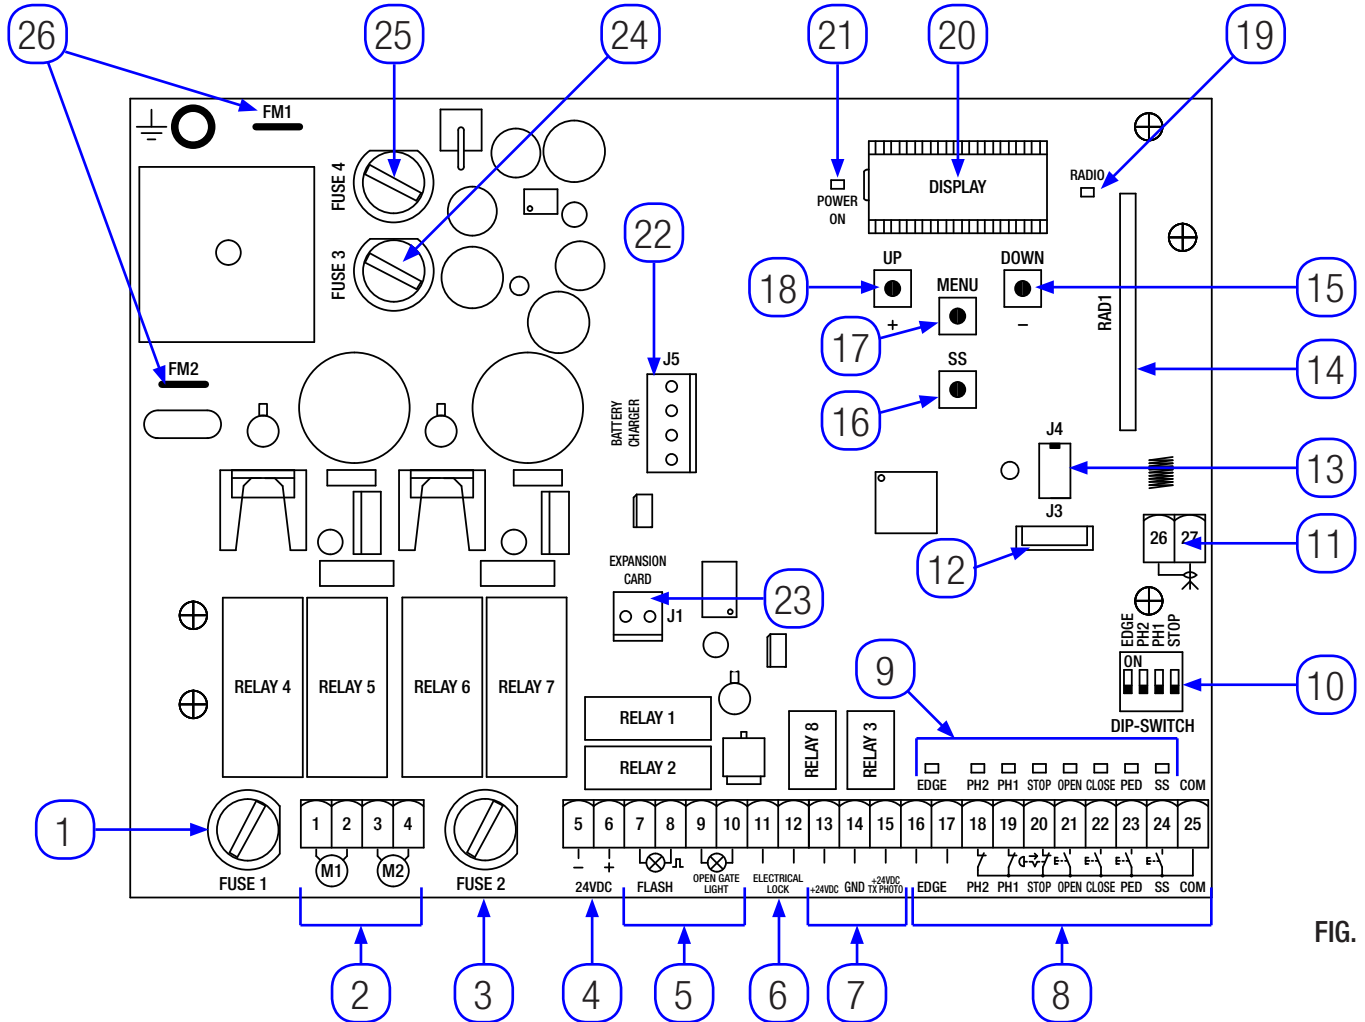 26
25
24
21
20
19
FM1
FUSE 4
DISPLAY
POWER
ON
RADIO
22
FUSE 3
UP
DOWN
18
MENU
15
+
−
RAD1
17
J5
SS
FM2
14
16
BATTERY
CHARGER
J4
13
J3
26 27
11
12
EXPANSION
CARD
J1
23
EDGE
PH2
PH1
STOP
ON
10
DIP-SWITCH
RELAY 4
RELAY 5
RELAY 6
RELAY 7
9
RELAY 1
RELAY 2
RELAY 8
RELAY 3
EDGE PH2 PH1 STOP OPEN CLOSE PED SS COM
1
1 2 3 4
5 6 7 8 9 10 11 12 13 14 15 16 17 18 19 20 21 22 23 24 25
− +
M1 M2
FUSE 1
FUSE 2
24VDC
FLASH
OPEN GATE
LIGHT
ELECTRICAL
LOCK
+24VDC
GND
+24VDC
TX PHOTO
EDGE PH2 PH1 STOP OPEN CLOSE PED SS COM
FIG.
2
3
4
5
6
7
8